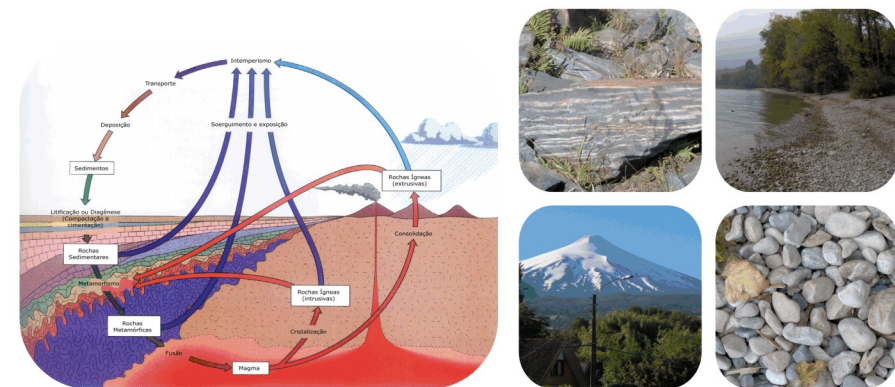 Intemperismo
Transporte
Deposição
Soerguimento e exposição
Sedimentos
Rochas Ígneas
(extrusivas)
Litificação ou Diagênese
(Compactação e
cimentação)
Consolidação
Rochas
Sedimentares
Metamorfismo
Rochas Ígneas
(intrusivas)
Rochas
Metamórficas
Cristalização
Fusão
Magma